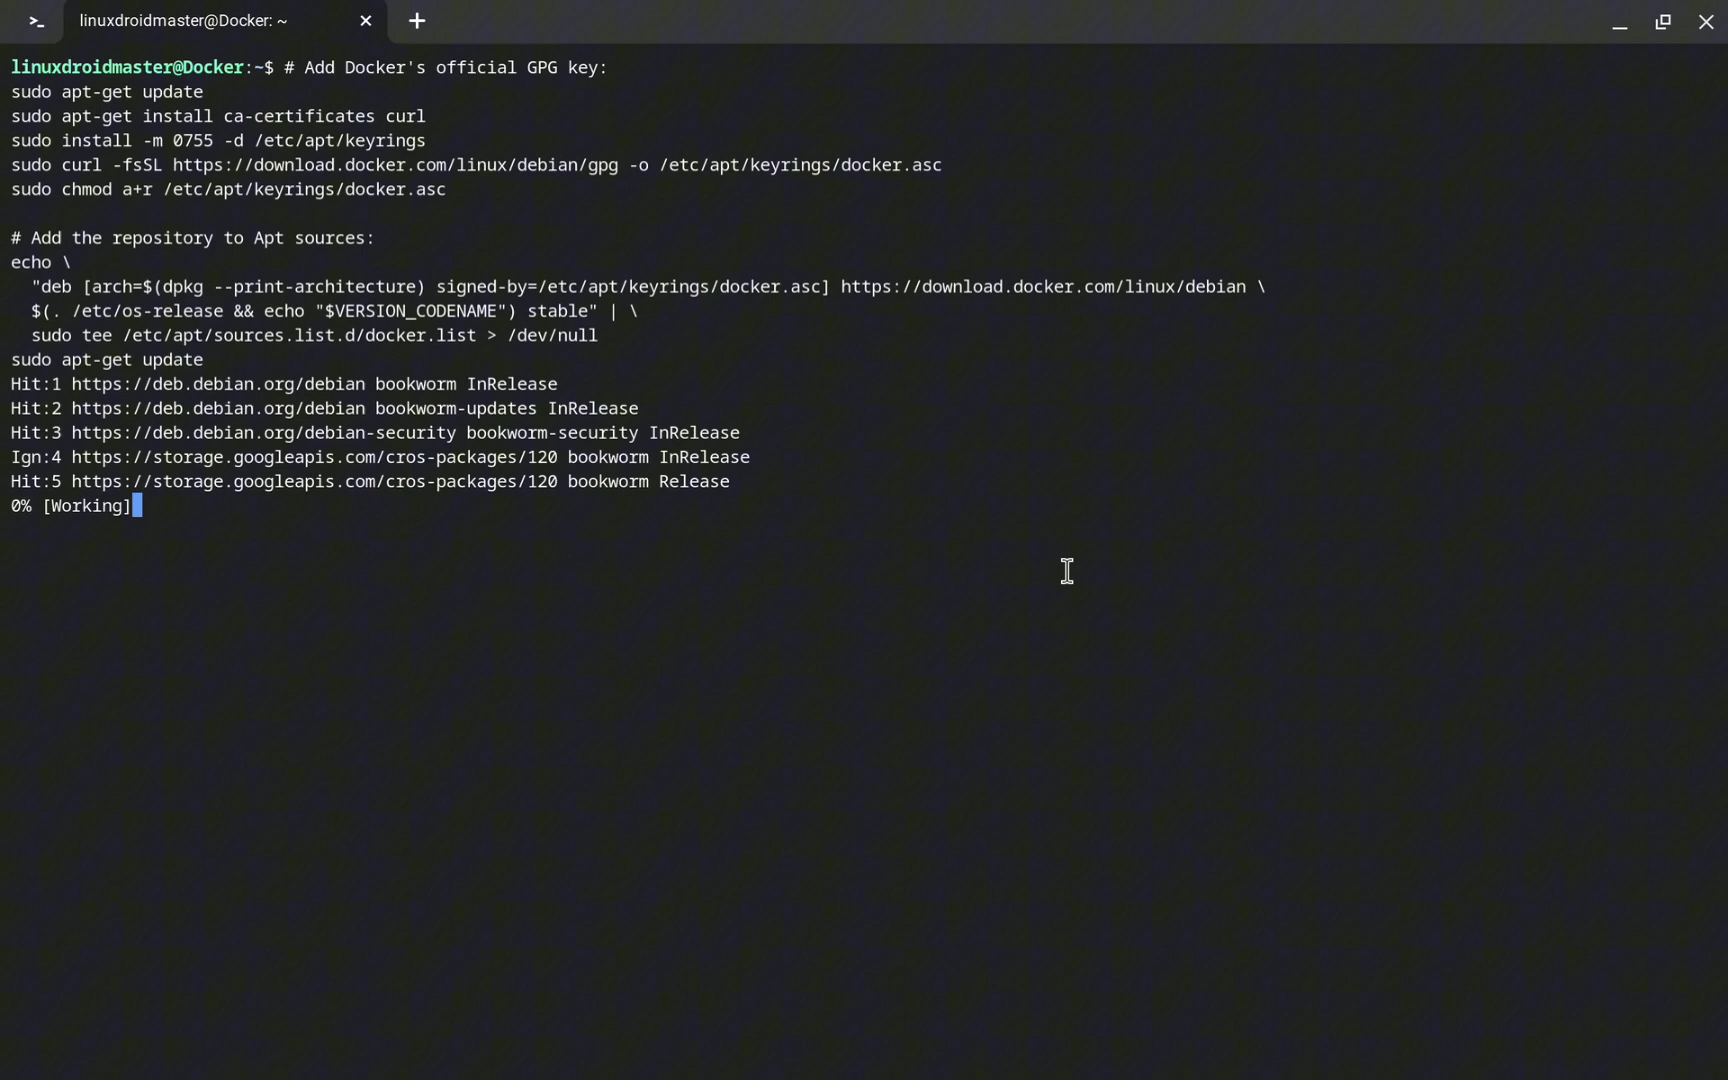 linuxdroidmaster@Docker: ~
linuxdroidmaster@Docker:~$ # Add Docker's official GPG key:
sudo apt-get update
sudo apt-get install ca-certificates curl
sudo install -m 0755 -d /etc/apt/keyrings
sudo curl -fsSL https://download.docker.com/linux/debian/gpg -o /etc/apt/keyrings/docker.asc
sudo chmod a+r /etc/apt/keyrings/docker.asc

# Add the repository to Apt sources:
echo \
  "deb [arch=$(dpkg --print-architecture) signed-by=/etc/apt/keyrings/docker.asc] https://download.docker.com/linux/debian \
  $(. /etc/os-release && echo "$VERSION_CODENAME") stable" | \
  sudo tee /etc/apt/sources.list.d/docker.list > /dev/null
sudo apt-get update
Hit:1 https://deb.debian.org/debian bookworm InRelease
Hit:2 https://deb.debian.org/debian bookworm-updates InRelease
Hit:3 https://deb.debian.org/debian-security bookworm-security InRelease
Ign:4 https://storage.googleapis.com/cros-packages/120 bookworm InRelease
Hit:5 https://storage.googleapis.com/cros-packages/120 bookworm Release
0% [Working]